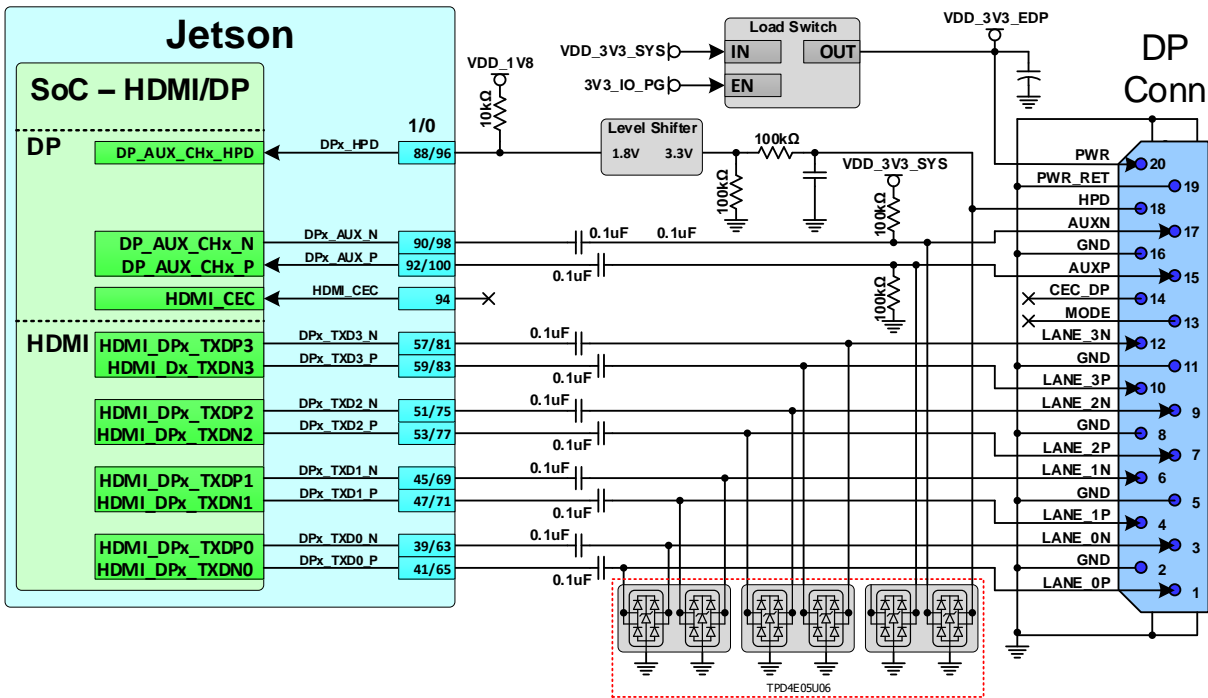 Jetson
SoC – HDMI/DP
DP
DP_AUX_CHx_HPD
DP_AUX_CHx_N
DP_AUX_CHx_P
HDMI_CEC
HDMI
HDMI_DPx_TXDP3
HDMI_Dx_TXDN3
HDMI_DPx_TXDP2
HDMI_DPx_TXDN2
HDMI_DPx_TXDP1
HDMI_DPx_TXDN1
HDMI_DPx_TXDP0
HDMI_DPx_TXDN0
DPx_HPD
DPx_AUX_N
DPx_AUX_P
HDMI_CEC
DPx_TXD3_N
DPx_TXD3_P
DPx_TXD2_N
DPx_TXD2_P
DPx_TXD1_N
DPx_TXD1_P
DPx_TXD0_N
DPx_TXD0_P
1/0
88/96
90/98
92/100
94
57/81
59/83
51/75
53/77
45/69
47/71
39/63
41/65
VDD_1V8
10kΩ
Load Switch
VDD_3V3_SYS
IN
OUT
3V3_IO_PG
EN
VDD_3V3_EDP
Level Shifter
1.8V 3.3V
100kΩ
100kΩ
VDD_3V3_SYS
100kΩ
100kΩ
0.1uF
0.1uF
0.1uF
0.1uF
0.1uF
0.1uF
0.1uF
0.1uF
0.1uF
0.1uF
0.1uF
TPD4E05U06
DP
Conn
PWR
PWR_RET
HPD
AUXN
GND
AUXP
CEC_DP
MODE
LANE_3N
GND
LANE_3P
LANE_2N
GND
LANE_2P
LANE_1N
GND
LANE_1P
LANE_0N
GND
LANE_0P
20
19
18
17
16
15
14
13
12
11
10
9
8
7
6
5
4
3
2
1